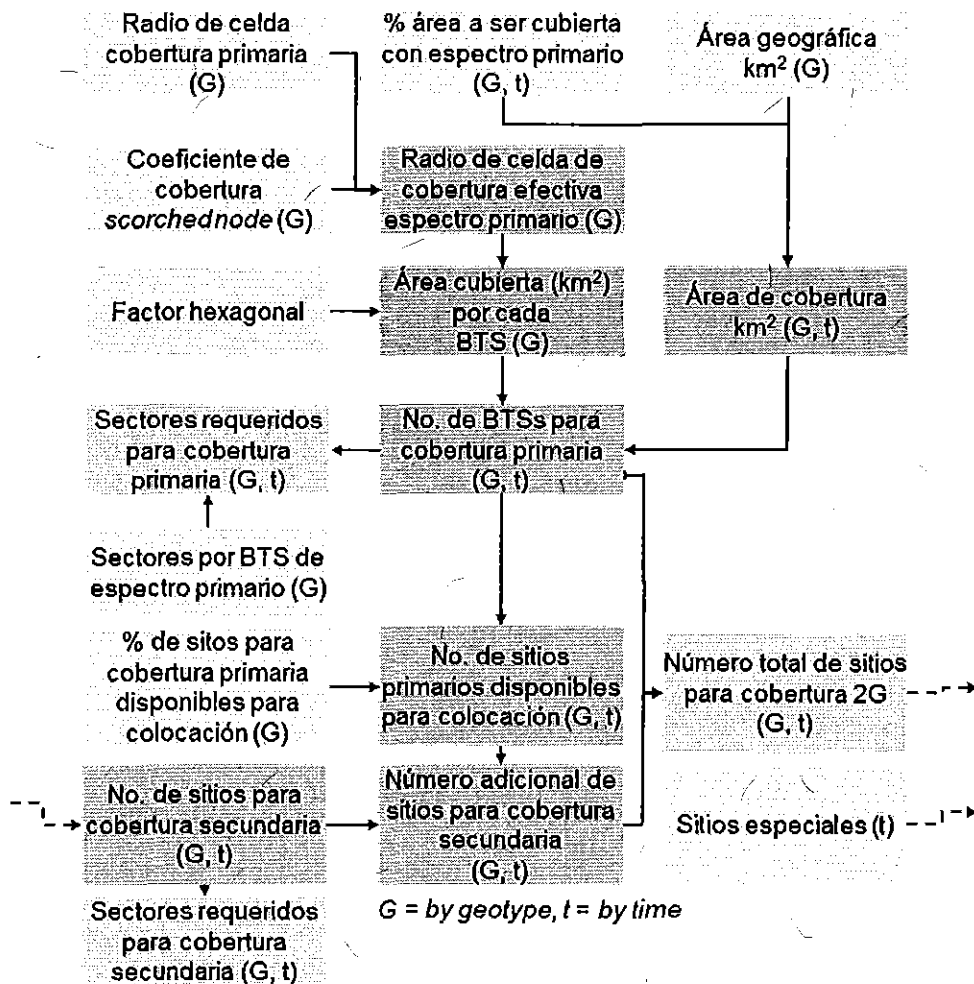 Radio de celda
cobertura primaria
(G)
% área a ser cubierta
con espectro primario
(G, t)
Área geográfica
km² (G)
Coeficiente de
cobertura
scorched node (G)
Radio de celda de
cobertura efectiva
espectro primario (G)
Factor hexagonal
Área cubierta (km²)
por cada
BTS (G)
Área de cobertura
km² (G, t)
Sectores requeridos
para cobertura
primaria (G, t)
No. de BTSs para
cobertura primaria
(G, t)
Sectores por BTS de
espectro primario (G)
% de sitos para
cobertura primaria
disponibles para
colocación (G)
No. de sitios
primarios disponibles
para colocación (G, t)
Número total de sitios
para cobertura 2G
(G, t)
No. de sitios para
cobertura secundaria
(G, t)
Número adicional de
sitios para cobertura
secundaria
(G, t)
Sitios especiales (t)
Sectores requeridos
para cobertura
secundaria (G, t)
G = by geotype, t = by time